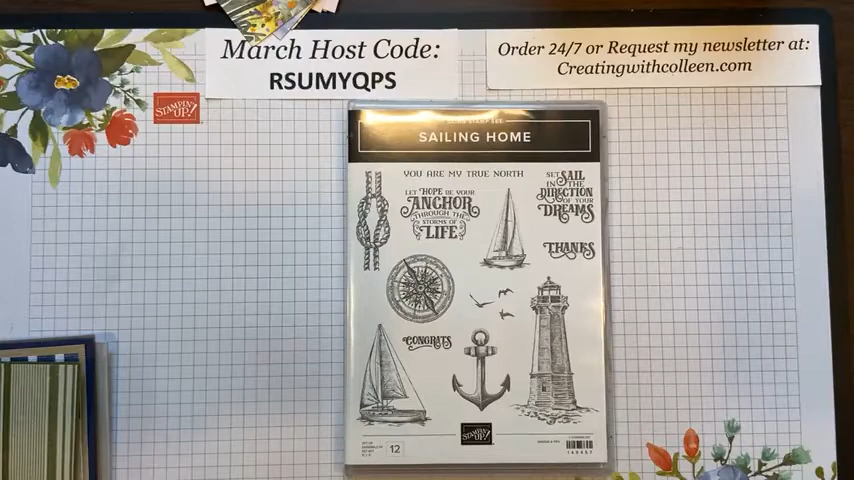 March Host Code:
RSUMYQPS
Order 24/7 or Request my newsletter at:
Creatingwithcolleen.com
STAMPIN' UP!
SAILING HOME
YOU ARE MY TRUE NORTH
LET HOPE BE YOUR
ANCHOR
THROUGH THE
STORMS OF
LIFE
SET SAIL
IN THE
DIRECTION
OF YOUR
DREAMS
THANKS
CONGRATS
STAMPIN' UP!
12
149457